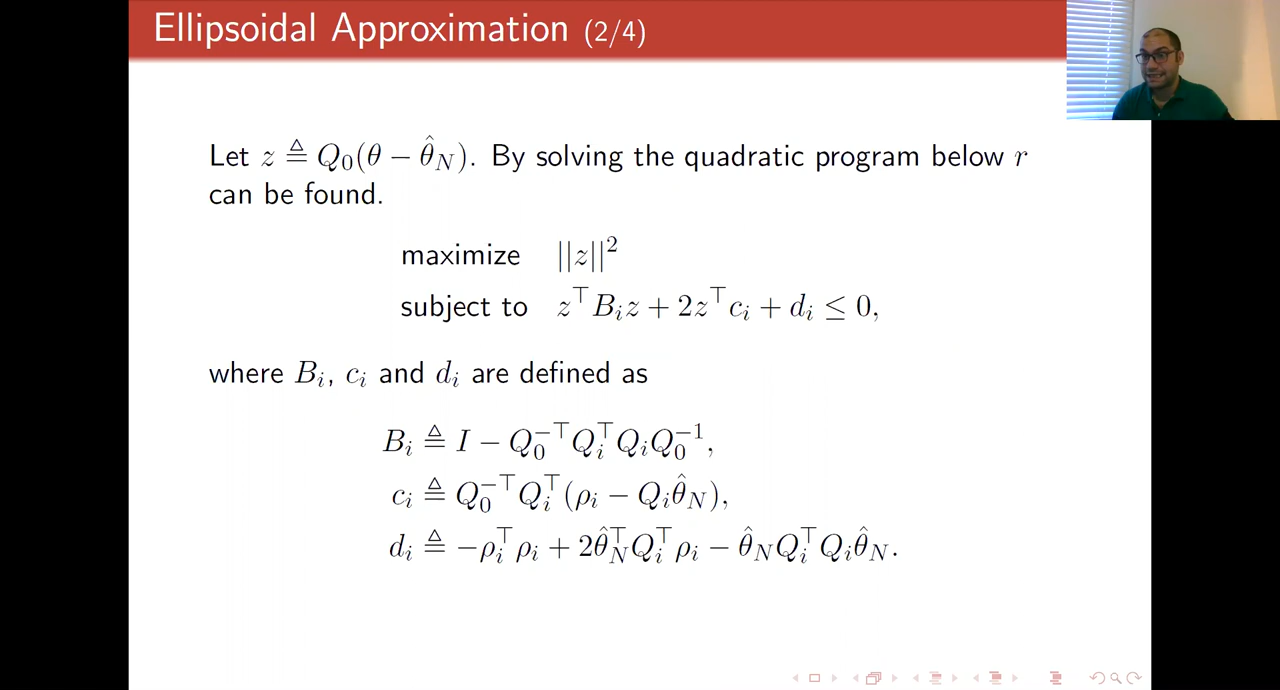 Ellipsoidal Approximation (2/4)
Let z ≜ Q₀(θ − θ̂_N). By solving the quadratic program below r
can be found.
maximize ||z||²
subject to z^⊤ B_i z + 2z^⊤ c_i + d_i ≤ 0,
where B_i, c_i and d_i are defined as
B_i ≜ I − Q₀^{−⊤} Q_i^⊤ Q_i Q₀^{−1},
c_i ≜ Q₀^{−⊤} Q_i^⊤ (ρ_i − Q_i θ̂_N),
d_i ≜ −ρ_i^⊤ ρ_i + 2θ̂_N^⊤ Q_i^⊤ ρ_i − θ̂_N Q_i^⊤ Q_i θ̂_N.